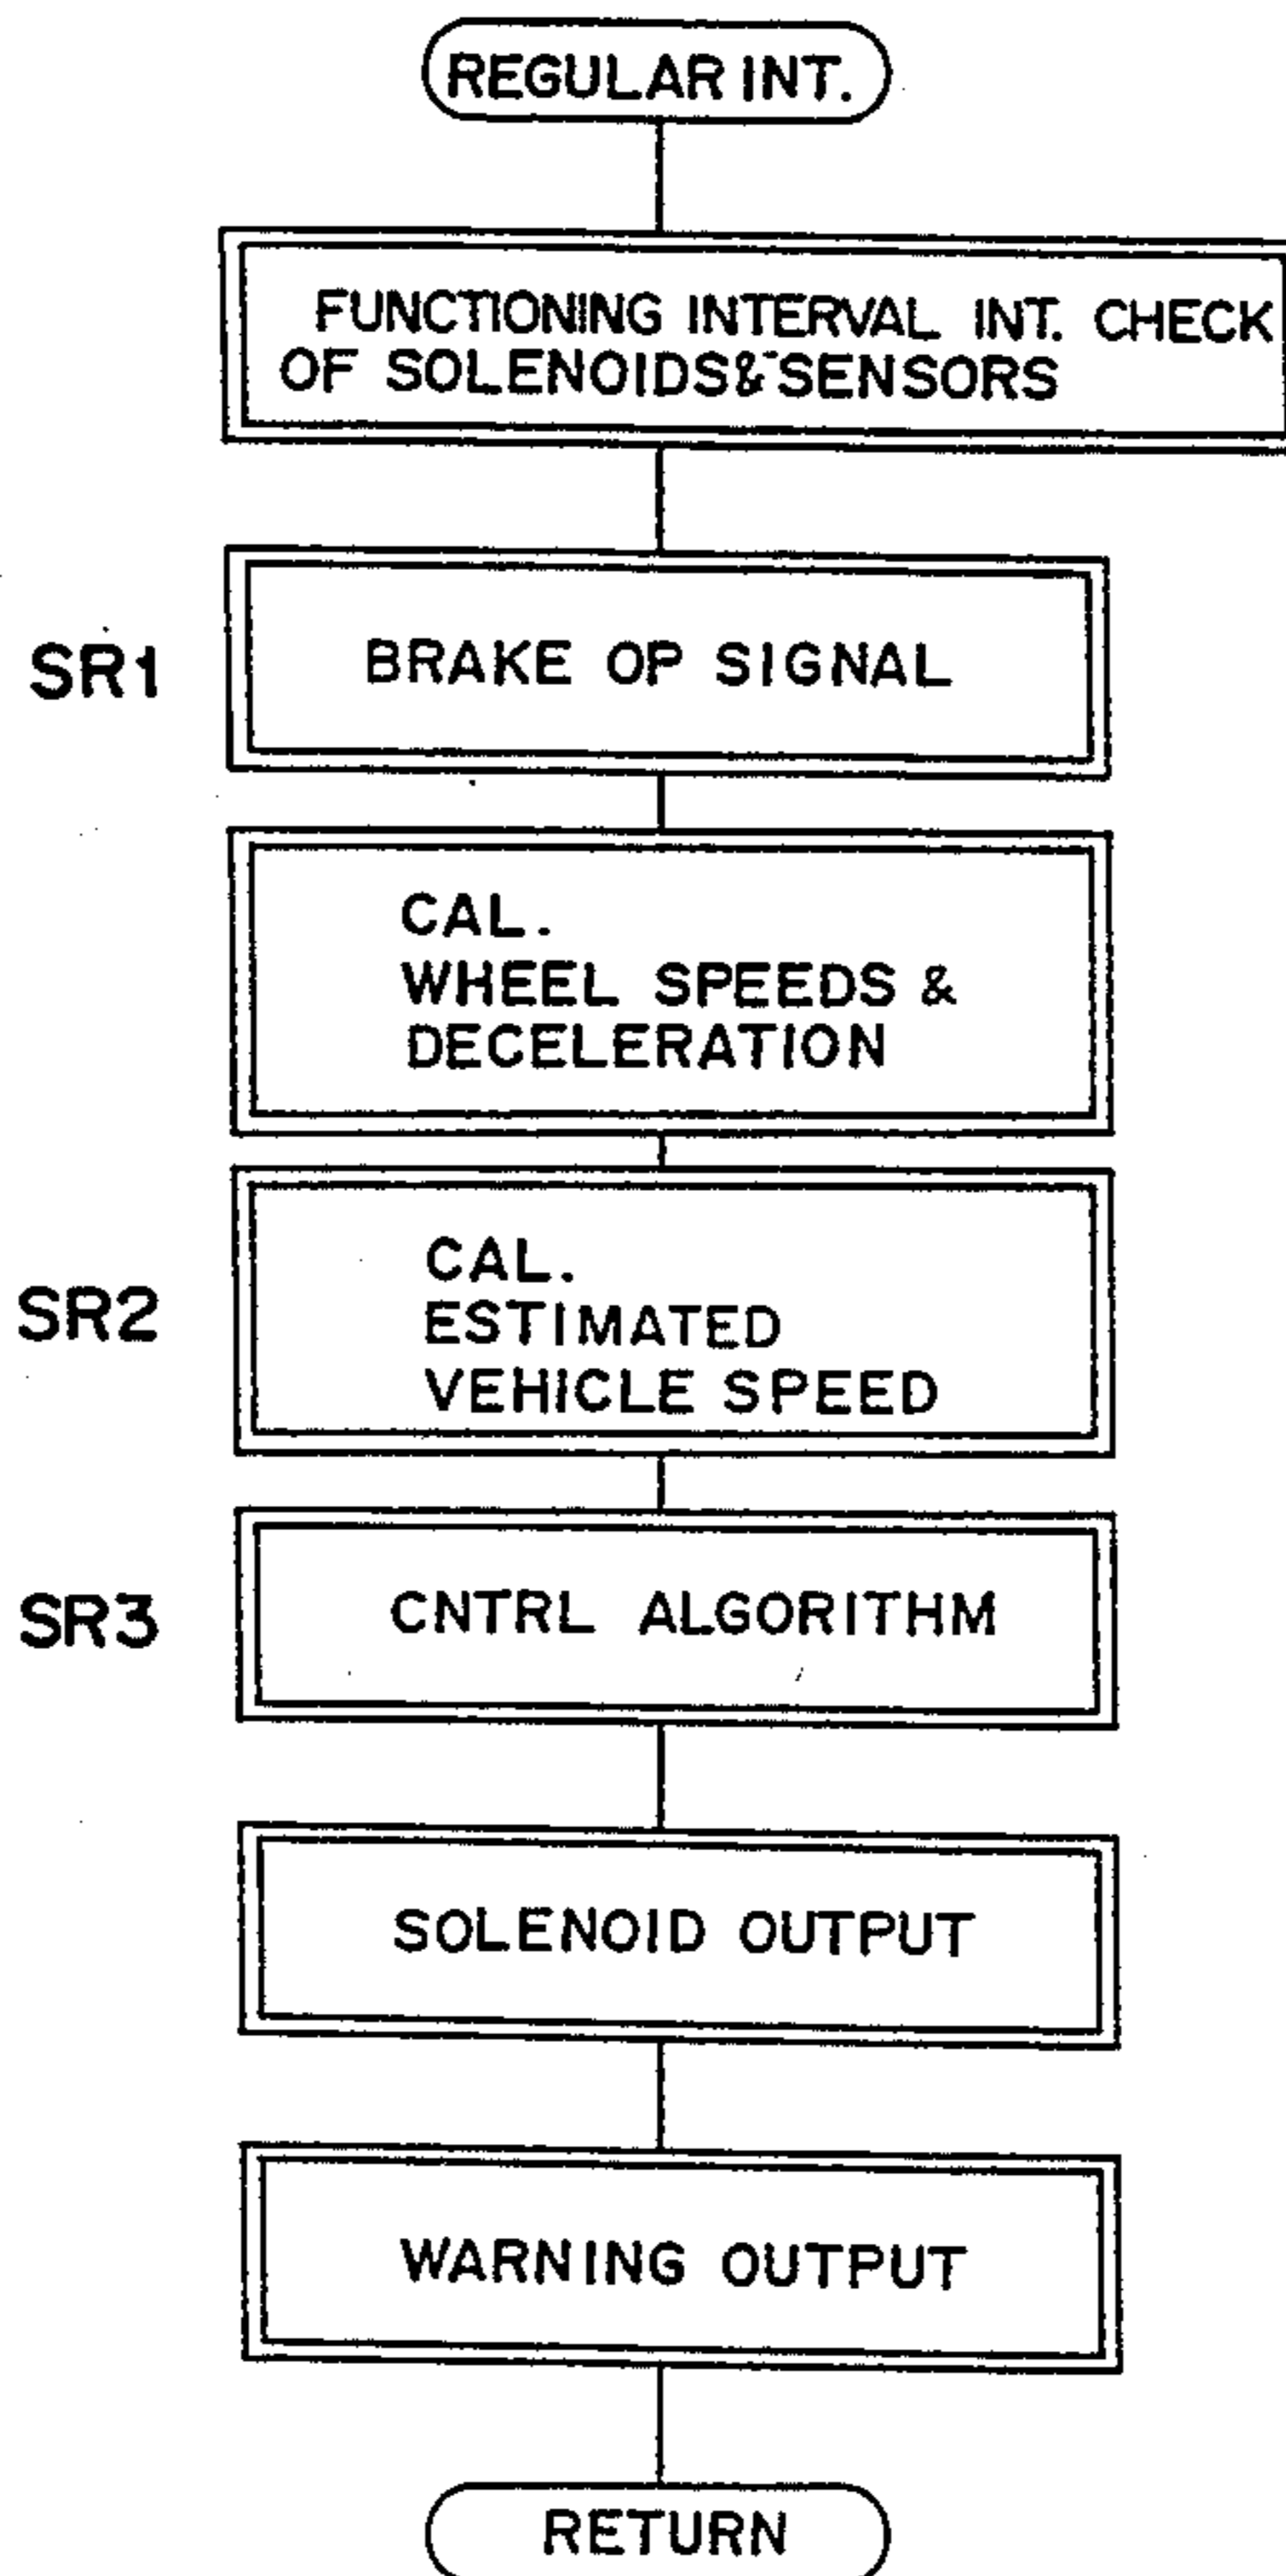 REGULAR INT.
FUNCTIONING INTERVAL INT. CHECK
OF SOLENOIDS & SENSORS
SR1
BRAKE OP SIGNAL
CAL.
WHEEL SPEEDS &
DECELERATION
SR2
CAL.
ESTIMATED
VEHICLE SPEED
SR3
CNTRL ALGORITHM
SOLENOID OUTPUT
WARNING OUTPUT
RETURN